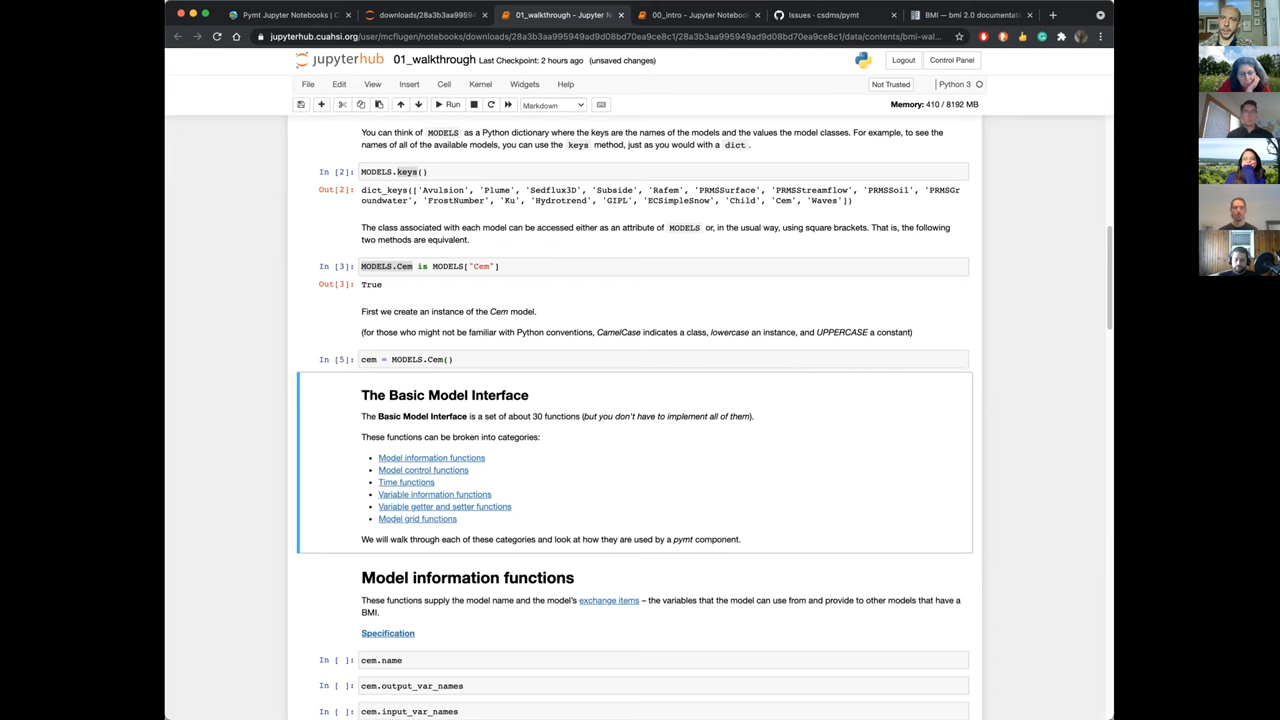 Pymt Jupyter Notebooks | C
downloads/28a3b3aa95949
01_walkthrough - Jupyter N
00_intro - Jupyter Notebook
Issues · csdms/pymt
BMI — bmi 2.0 documentation
jupyterhub.cuahsi.org/user/mcflugen/notebooks/downloads/28a3b3aa995949ad9d08bd70ea9ce8c1/28a3b3aa995949ad9d08bd70ea9ce8c1/data/contents/bmi-wal...
jupyterhub 01_walkthrough Last Checkpoint: 2 hours ago (unsaved changes)
Logout
Control Panel
File Edit View Insert Cell Kernel Widgets Help
Not Trusted
Python 3
Run
Markdown
Memory: 410 / 8192 MB
You can think of MODELS as a Python dictionary where the keys are the names of the models and the values the model classes. For example, to see the
names of all of the available models, you can use the keys method, just as you would with a dict.
In [2]: MODELS.keys()
Out[2]: dict_keys(['Avulsion', 'Plume', 'Sedflux3D', 'Subside', 'Rafem', 'PRMSSurface', 'PRMSStreamflow', 'PRMSSoil', 'PRMSGr
oundwater', 'FrostNumber', 'Ku', 'Hydrotrend', 'GIPL', 'ECSimpleSnow', 'Child', 'Cem', 'Waves'])
The class associated with each model can be accessed either as an attribute of MODELS or, in the usual way, using square brackets. That is, the following
two methods are equivalent.
In [3]: MODELS.Cem is MODELS["Cem"]
Out[3]: True
First we create an instance of the Cem model.
(for those who might not be familiar with Python conventions, CamelCase indicates a class, lowercase an instance, and UPPERCASE a constant)
In [5]: cem = MODELS.Cem()
The Basic Model Interface
The Basic Model Interface is a set of about 30 functions (but you don't have to implement all of them).
These functions can be broken into categories:
• Model information functions
• Model control functions
• Time functions
• Variable information functions
• Variable getter and setter functions
• Model grid functions
We will walk through each of these categories and look at how they are used by a pymt component.
Model information functions
These functions supply the model name and the model's exchange items – the variables that the model can use from and provide to other models that have a
BMI.
Specification
In [ ]: cem.name
In [ ]: cem.output_var_names
In [ ]: cem.input_var_names